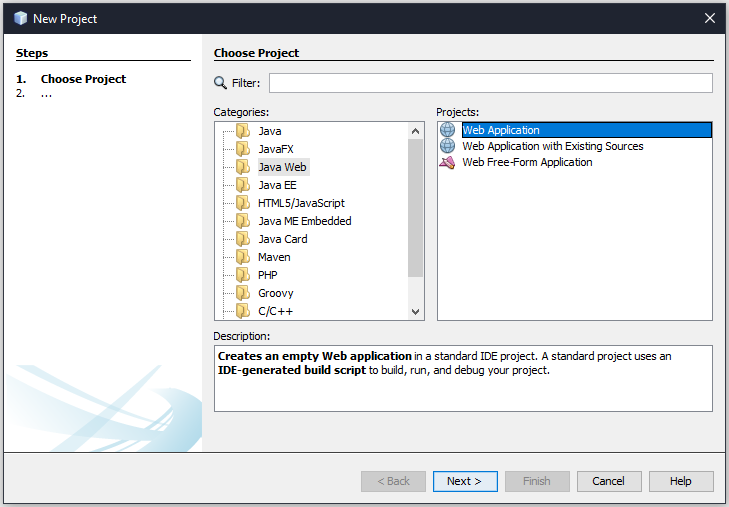 New Project
Steps
1. Choose Project
2. ...
Choose Project
Filter:
Categories:
Java
JavaFX
Java Web
Java EE
HTML5/JavaScript
Java ME Embedded
Java Card
Maven
PHP
Groovy
C/C++
Projects:
Web Application
Web Application with Existing Sources
Web Free-Form Application
Description:
Creates an empty Web application in a standard IDE project. A standard project uses an
IDE-generated build script to build, run, and debug your project.
< Back
Next >
Finish
Cancel
Help